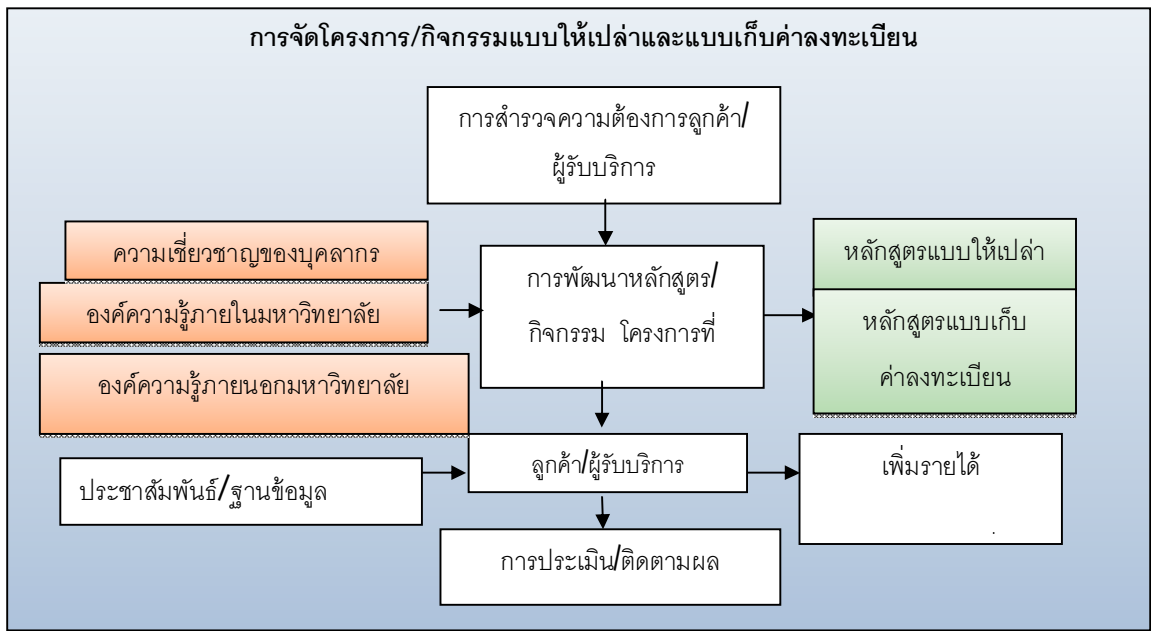 การจัดโครงการ/กิจกรรมแบบให้เปล่าและแบบเก็บค่าลงทะเบียน
การสำรวจความต้องการลูกค้า/
ผู้รับบริการ
ความเชี่ยวชาญของบุคลากร
องค์ความรู้ภายในมหาวิทยาลัย
องค์ความรู้ภายนอกมหาวิทยาลัย
การพัฒนาหลักสูตร/
กิจกรรม โครงการที่
หลักสูตรแบบให้เปล่า
หลักสูตรแบบเก็บ
ค่าลงทะเบียน
ประชาสัมพันธ์/ฐานข้อมูล
ลูกค้า/ผู้รับบริการ
เพิ่มรายได้
การประเมิน/ติดตามผล